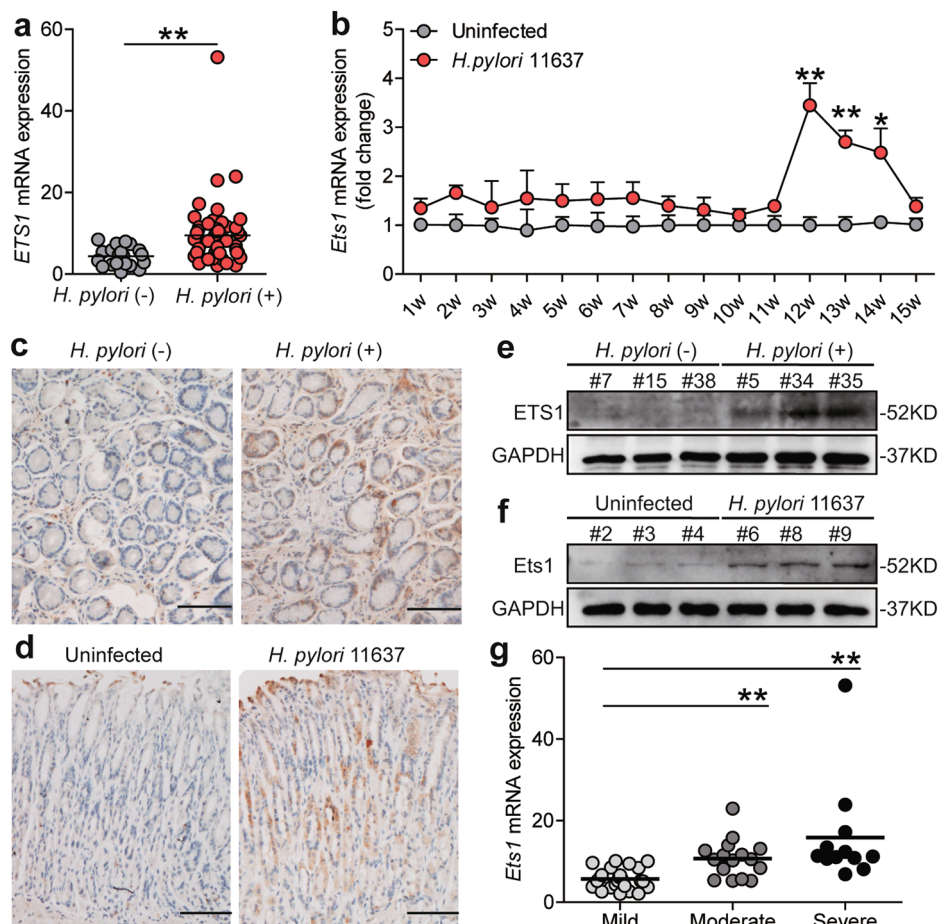 a
ETS1 mRNA expression
60
40
20
0
**
H. pylori (-) H. pylori (+)
b
Ets1 mRNA expression
(fold change)
5
4
3
2
1
0
Uninfected
H.pylori 11637
** ** *
1w 2w 3w 4w 5w 6w 7w 8w 9w 10w 11w 12w 13w 14w 15w
c
H. pylori (-) H. pylori (+)
d
Uninfected H. pylori 11637
e
H. pylori (-) H. pylori (+)
#7 #15 #38 #5 #34 #35
ETS1 -52KD
GAPDH -37KD
f
Uninfected H. pylori 11637
#2 #3 #4 #6 #8 #9
Ets1 -52KD
GAPDH -37KD
g
Ets1 mRNA expression
60
40
20
0
**
**
Mild Moderate Severe